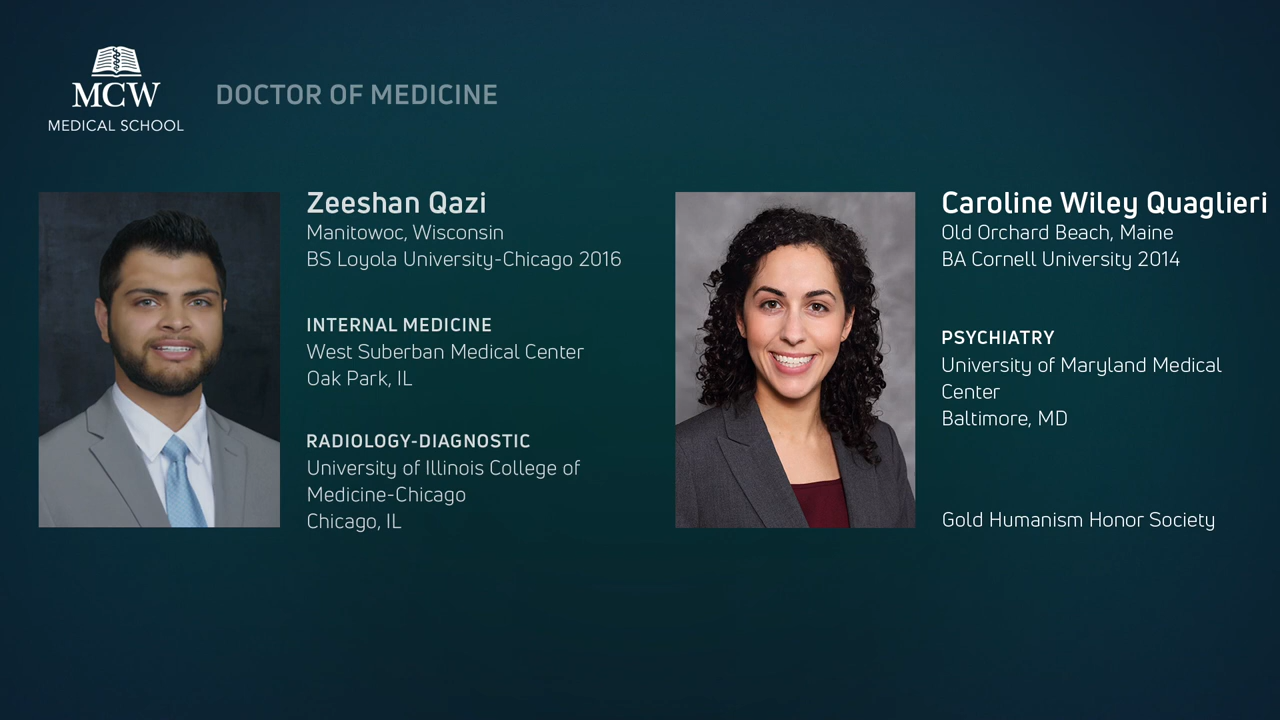 MCW
MEDICAL SCHOOL
DOCTOR OF MEDICINE
Zeeshan Qazi
Manitowoc, Wisconsin
BS Loyola University-Chicago 2016
INTERNAL MEDICINE
West Suberban Medical Center
Oak Park, IL
RADIOLOGY-DIAGNOSTIC
University of Illinois College of
Medicine-Chicago
Chicago, IL
Caroline Wiley Quaglieri
Old Orchard Beach, Maine
BA Cornell University 2014
PSYCHIATRY
University of Maryland Medical
Center
Baltimore, MD
Gold Humanism Honor Society